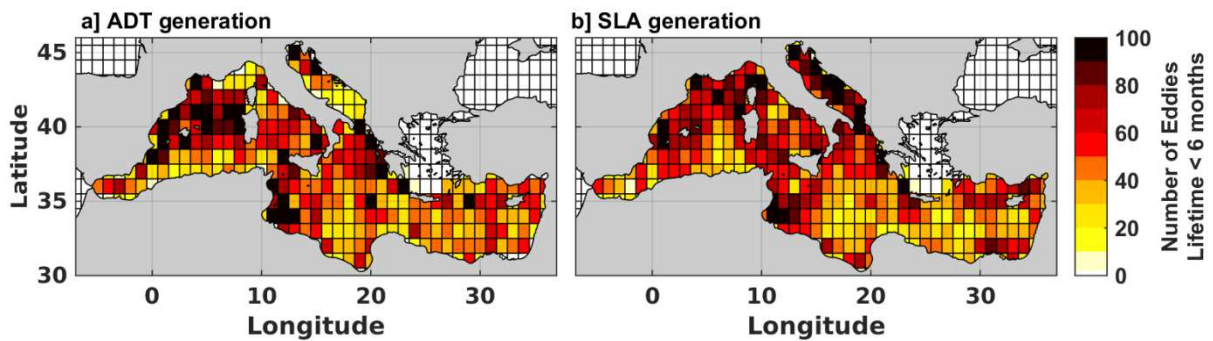 a] ADT generation
b] SLA generation
45
40
35
30
Latitude
0 10 20 30
Longitude
0 10 20 30
Longitude
100
80
60
40
20
0
Number of Eddies
Lifetime < 6 months